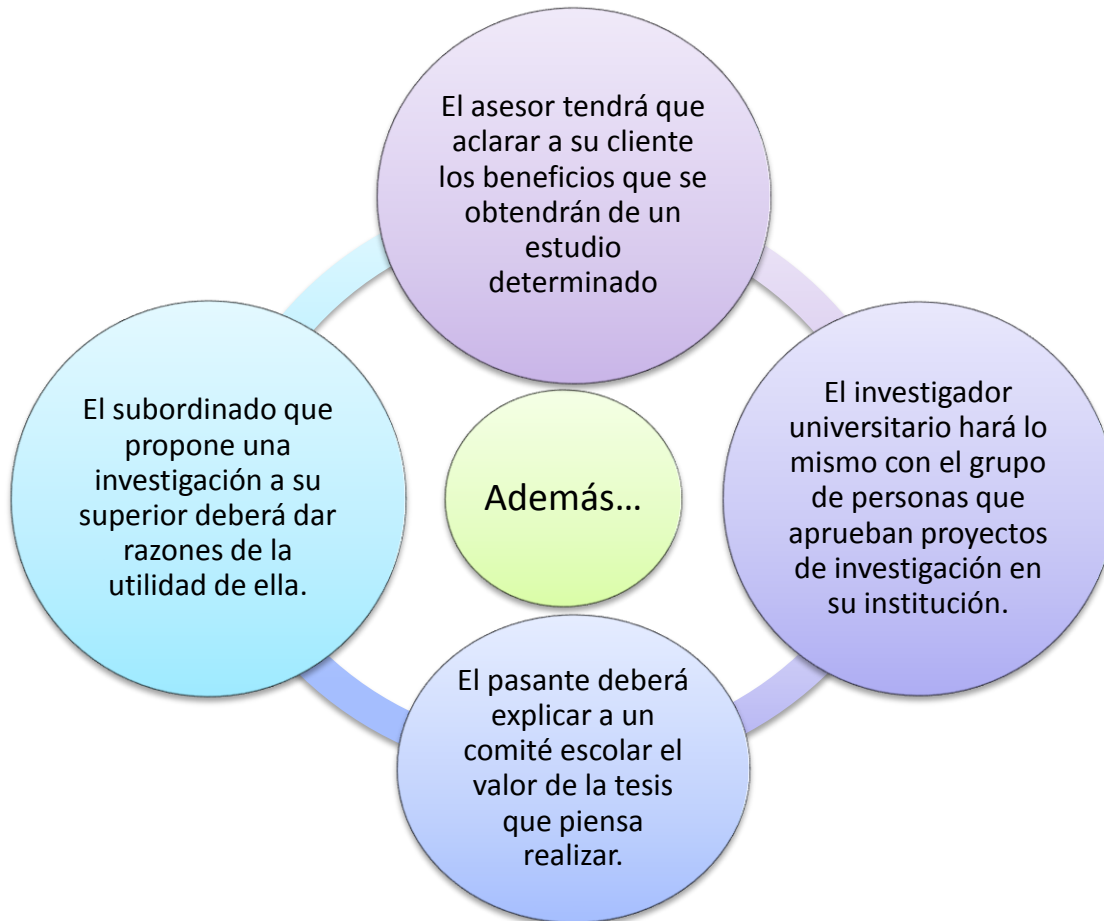 El asesor tendrá que
aclarar a su cliente
los beneficios que se
obtendrán de un
estudio
determinado
El investigador
universitario hará lo
mismo con el grupo
de personas que
aprueban proyectos
de investigación en
su institución.
El pasante deberá
explicar a un
comité escolar el
valor de la tesis
que piensa
realizar.
El subordinado que
propone una
investigación a su
superior deberá dar
razones de la
utilidad de ella.
Además…